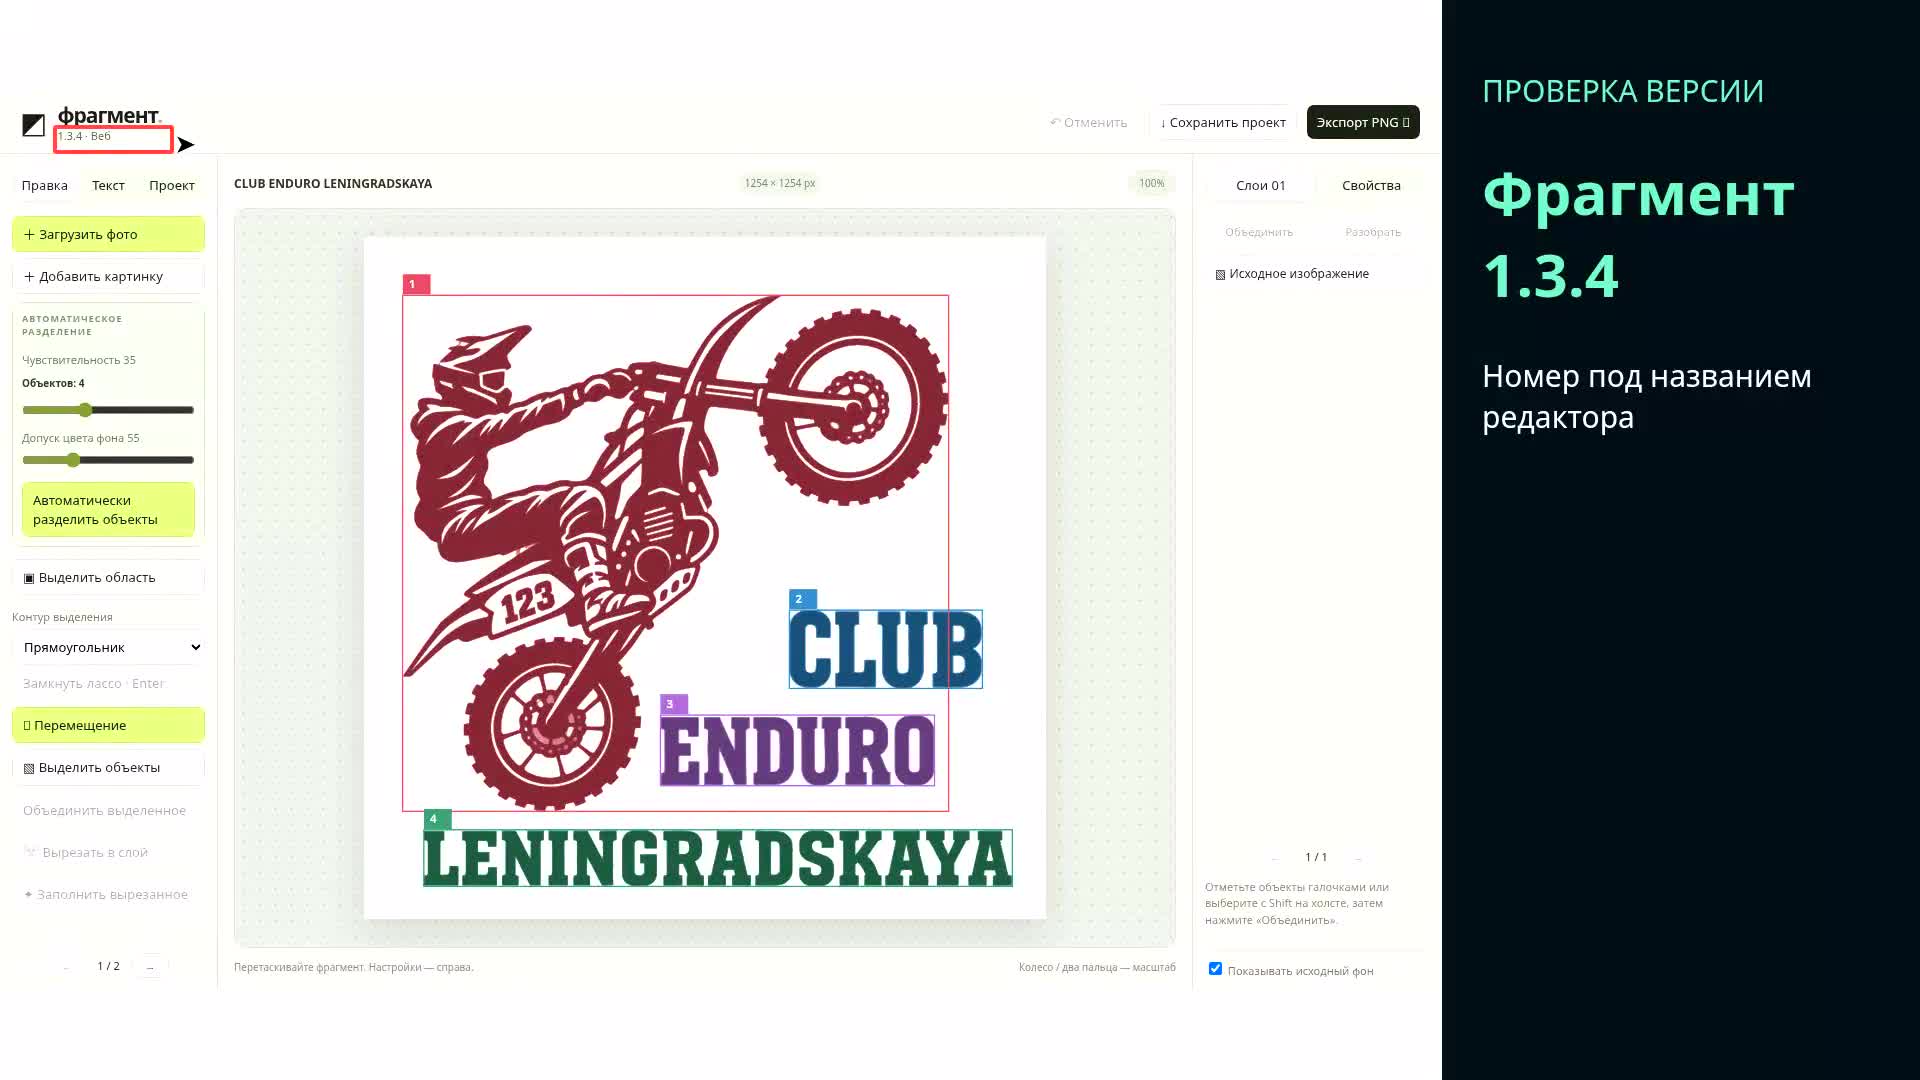 фрагмент.
1.3.4 · Веб
↶ Отменить
↓ Сохранить проект
Экспорт PNG
Правка
Текст
Проект
+ Загрузить фото
+ Добавить картинку
АВТОМАТИЧЕСКОЕ
РАЗДЕЛЕНИЕ
Чувствительность 35
Объектов: 4
Допуск цвета фона 55
Автоматически
разделить объекты
▣ Выделить область
Контур выделения
Прямоугольник
Замкнуть лассо · Enter
Перемещение
▧ Выделить объекты
Объединить выделенное
Вырезать в слой
✦ Заполнить вырезанное
← 1 / 2 →
CLUB ENDURO LENINGRADSKAYA
1254 × 1254 px
100%
1
123
2
CLUB
3
ENDURO
4
LENINGRADSKAYA
Перетаскивайте фрагмент. Настройки — справа.
Колесо / два пальца — масштаб
Слои 01
Свойства
Объединить
Разобрать
▧ Исходное изображение
← 1 / 1 →
Отметьте объекты галочками или
выберите с Shift на холсте, затем
нажмите «Объединить».
Показывать исходный фон
ПРОВЕРКА ВЕРСИИ
Фрагмент
1.3.4
Номер под названием
редактора